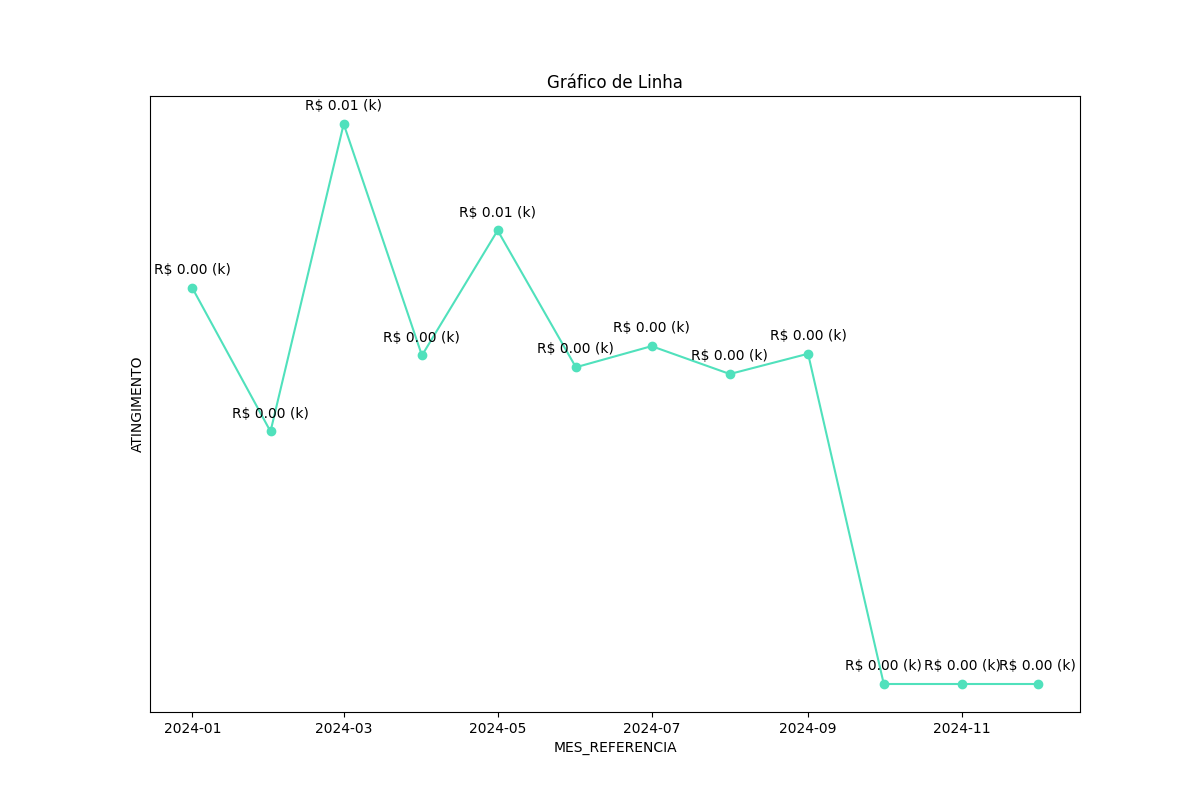 Gráfico de Linha
R$ 0.01 (k)
R$ 0.01 (k)
R$ 0.00 (k)
R$ 0.00 (k)
R$ 0.00 (k)
R$ 0.00 (k)
R$ 0.00 (k)
R$ 0.00 (k)
R$ 0.00 (k)
ATINGIMENTO
R$ 0.00 (k) R$ 0.00 (k) R$ 0.00 (k)
2024-01 2024-03 2024-05 2024-07 2024-09 2024-11
MES_REFERENCIA